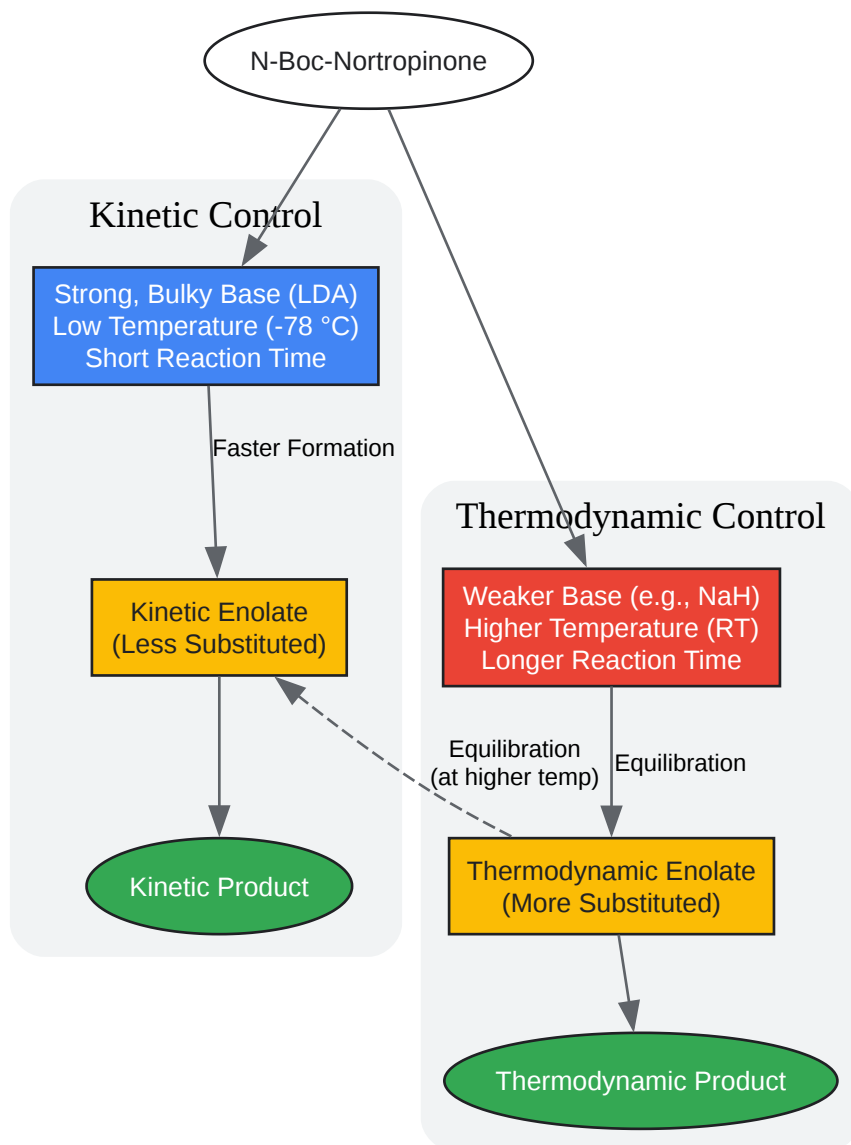 N-Boc-Nortropinone
Kinetic Control
Strong, Bulky Base (LDA)
Low Temperature (-78 °C)
Short Reaction Time
Faster Formation
Kinetic Enolate
(Less Substituted)
Kinetic Product
Thermodynamic Control
Weaker Base (e.g., NaH)
Higher Temperature (RT)
Longer Reaction Time
Equilibration
(at higher temp)
Equilibration
Thermodynamic Enolate
(More Substituted)
Thermodynamic Product